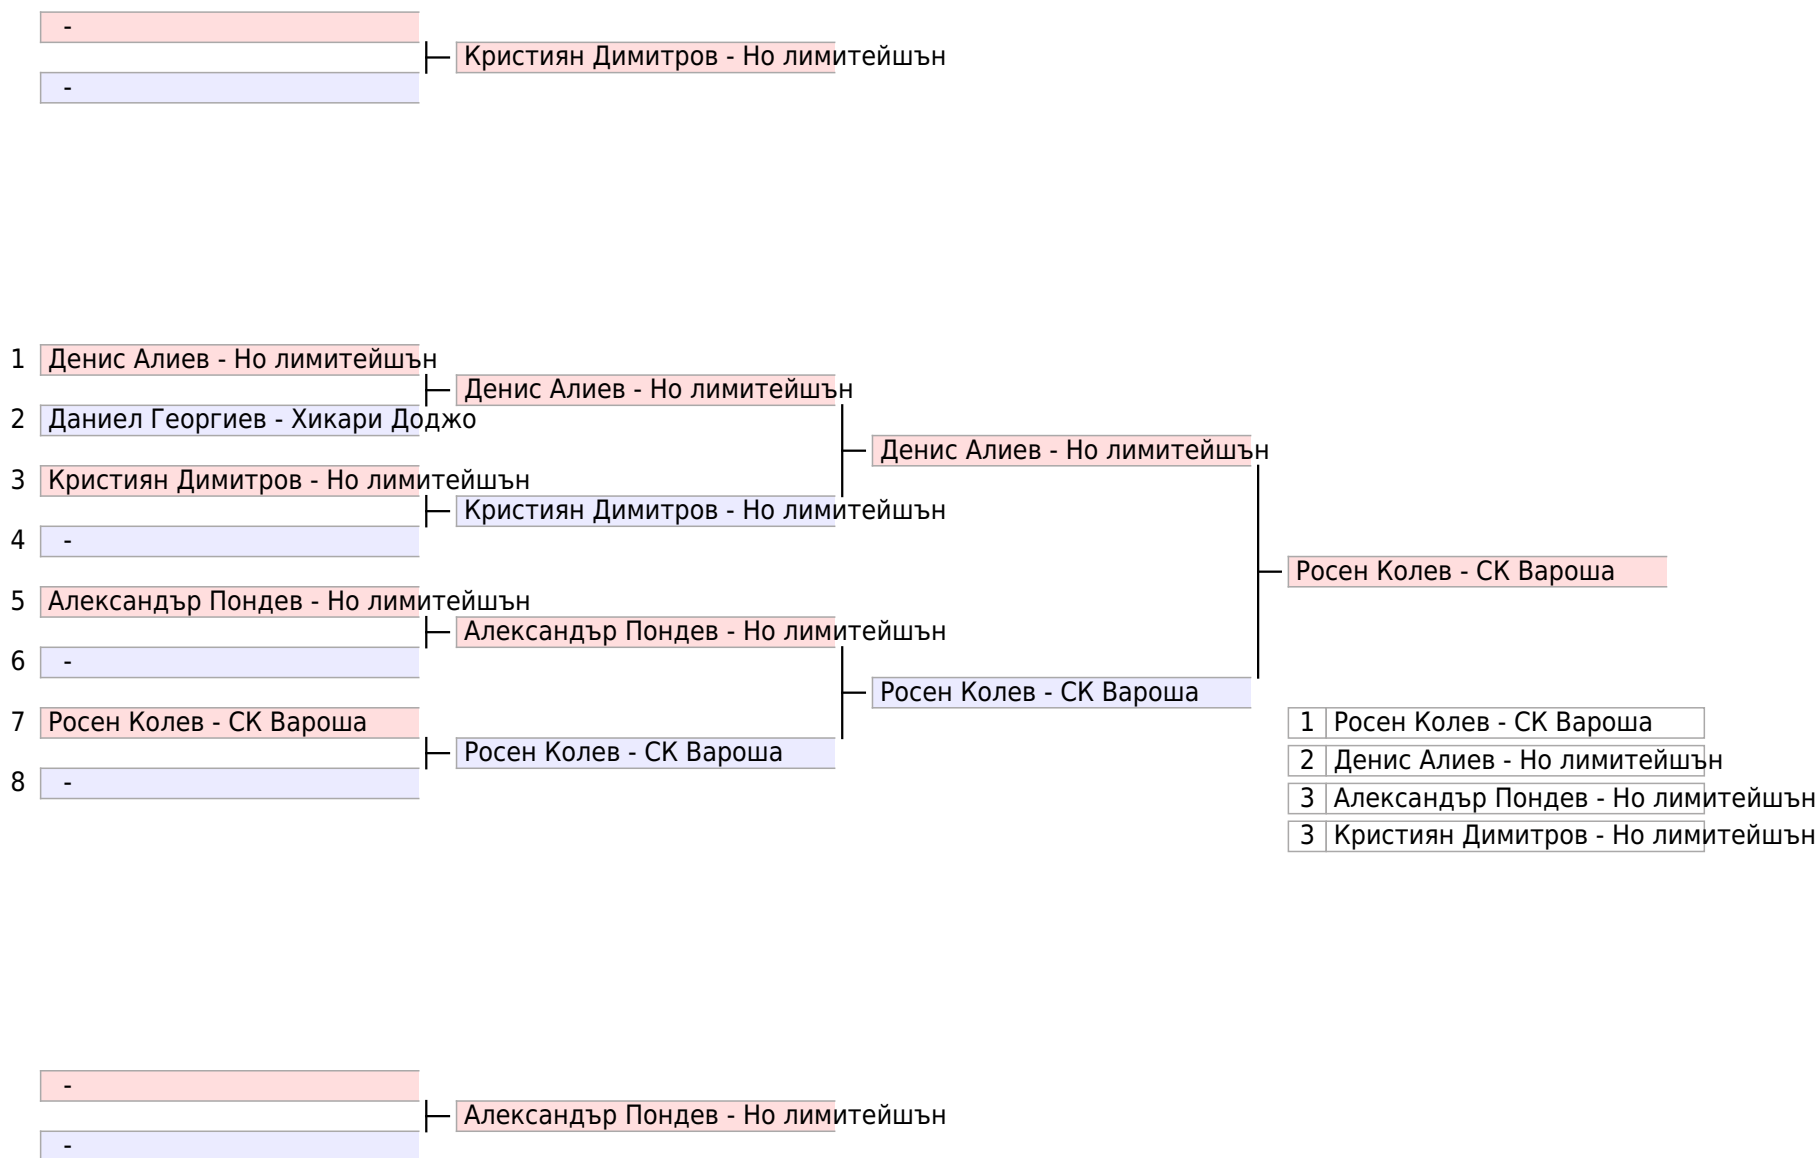 -
Кристиян Димитров - Но лимитейшън
-
1 Денис Алиев - Но лимитейшън
Денис Алиев - Но лимитейшън
2 Даниел Георгиев - Хикари Доджо
Денис Алиев - Но лимитейшън
3 Кристиян Димитров - Но лимитейшън
Кристиян Димитров - Но лимитейшън
4 -
Росен Колев - СК Вароша
5 Александър Пондев - Но лимитейшън
Александър Пондев - Но лимитейшън
6 -
Росен Колев - СК Вароша
7 Росен Колев - СК Вароша
1 Росен Колев - СК Вароша
Росен Колев - СК Вароша
2 Денис Алиев - Но лимитейшън
8 -
3 Александър Пондев - Но лимитейшън
3 Кристиян Димитров - Но лимитейшън
-
Александър Пондев - Но лимитейшън
-